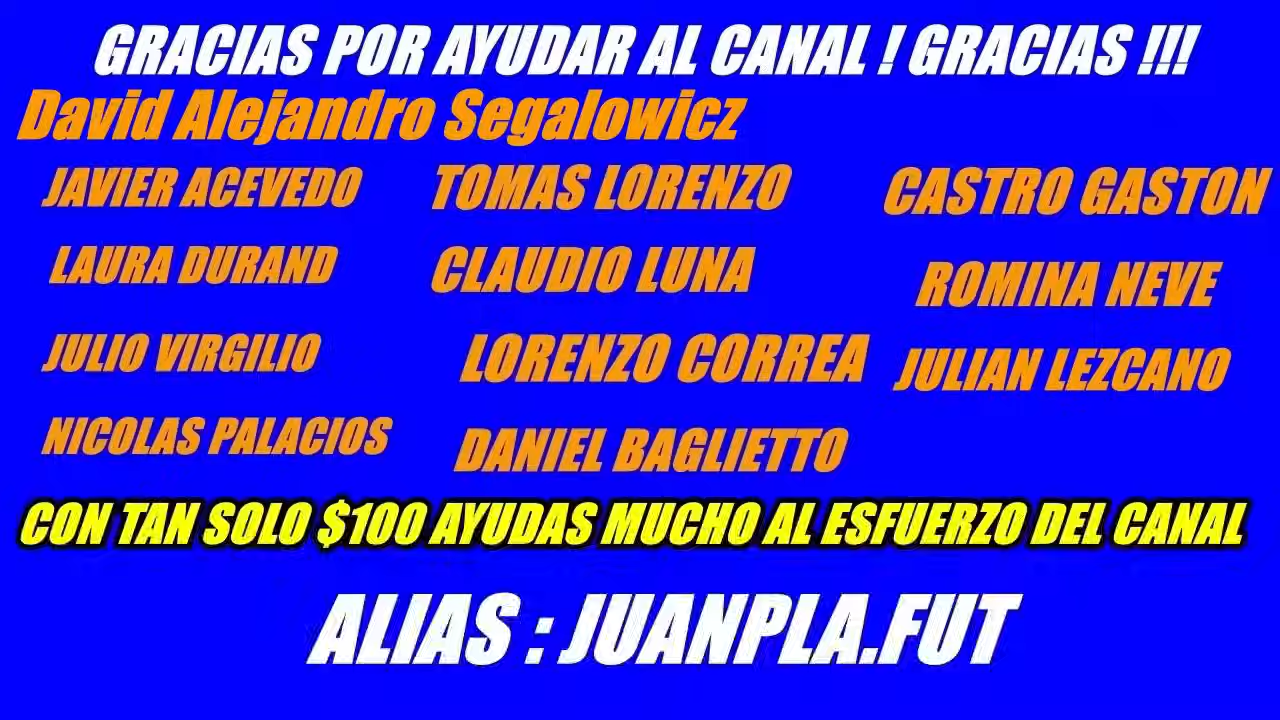 GRACIAS POR AYUDAR AL CANAL ! GRACIAS !!!
David Alejandro Segalowicz
JAVIER ACEVEDO TOMAS LORENZO CASTRO GASTON
LAURA DURAND CLAUDIO LUNA ROMINA NEVE
JULIO VIRGILIO LORENZO CORREA JULIAN LEZCANO
NICOLAS PALACIOS DANIEL BAGLIETTO
CON TAN SOLO $100 AYUDAS MUCHO AL ESFUERZO DEL CANAL
ALIAS : JUANPLA.FUT